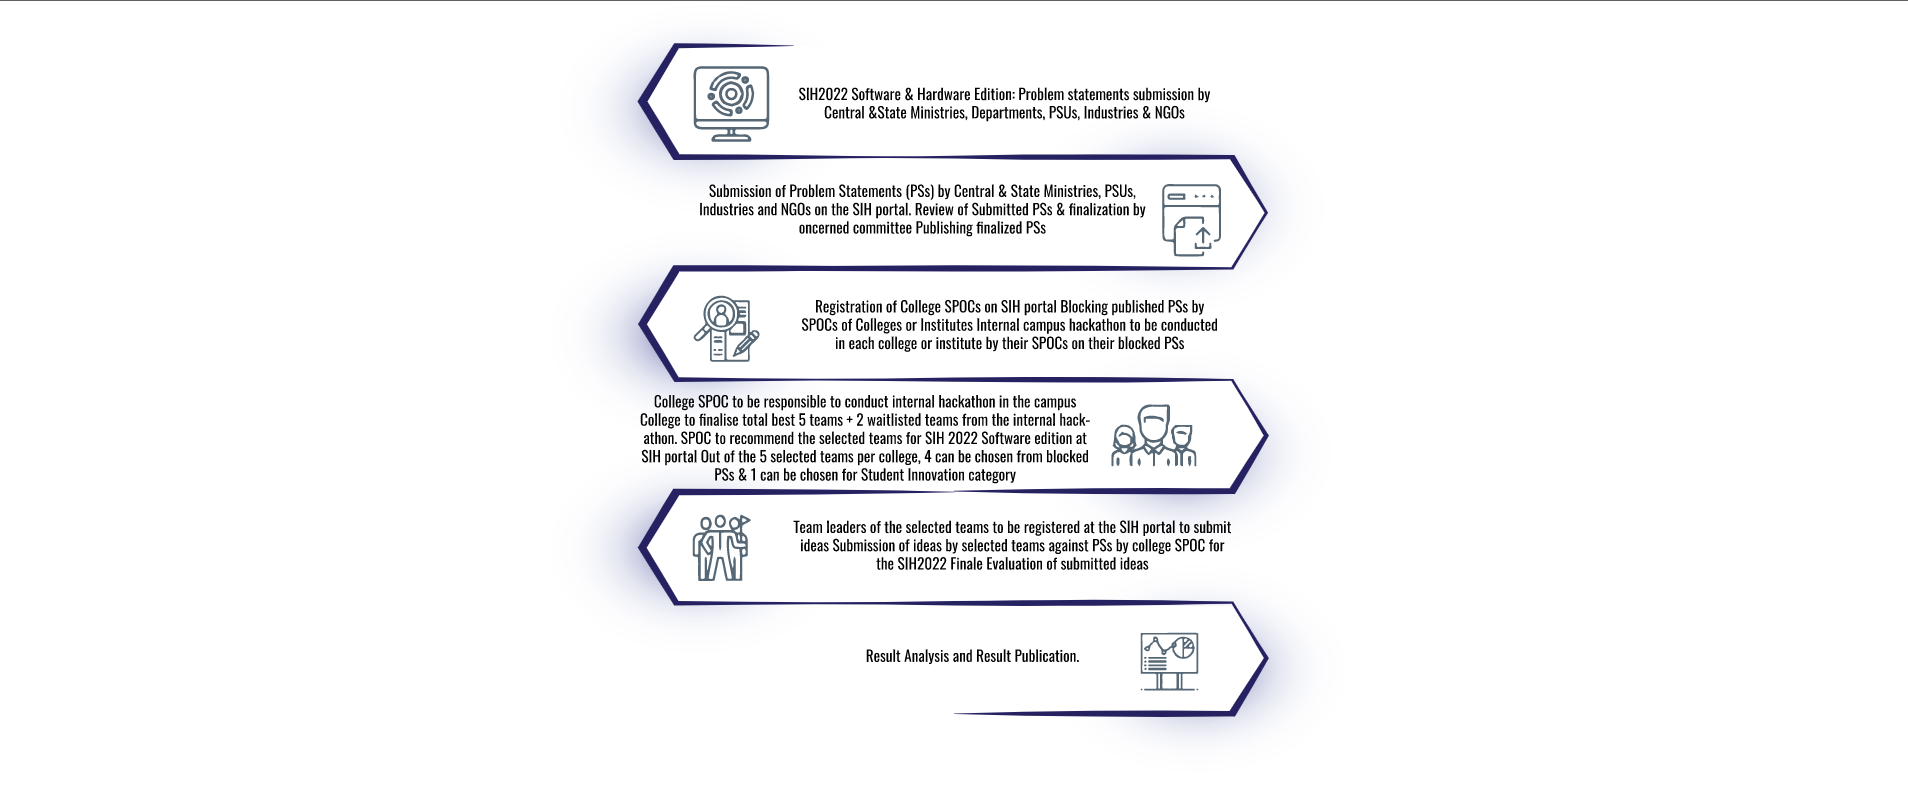 SIH2022 Software & Hardware Edition: Problem statements submission by
Central &State Ministries, Departments, PSUs, Industries & NGOs
Submission of Problem Statements (PSs) by Central & State Ministries, PSUs,
Industries and NGOs on the SIH portal. Review of Submitted PSs & finalization by
oncerned committee Publishing finalized PSs
Registration of College SPOCs on SIH portal Blocking published PSs by
SPOCs of Colleges or Institutes Internal campus hackathon to be conducted
in each college or institute by their SPOCs on their blocked PSs
College SPOC to be responsible to conduct internal hackathon in the campus
College to finalise total best 5 teams + 2 waitlisted teams from the internal hack-
athon. SPOC to recommend the selected teams for SIH 2022 Software edition at
SIH portal Out of the 5 selected teams per college, 4 can be chosen from blocked
PSs & 1 can be chosen for Student Innovation category
Team leaders of the selected teams to be registered at the SIH portal to submit
ideas Submission of ideas by selected teams against PSs by college SPOC for
the SIH2022 Finale Evaluation of submitted ideas
Result Analysis and Result Publication.